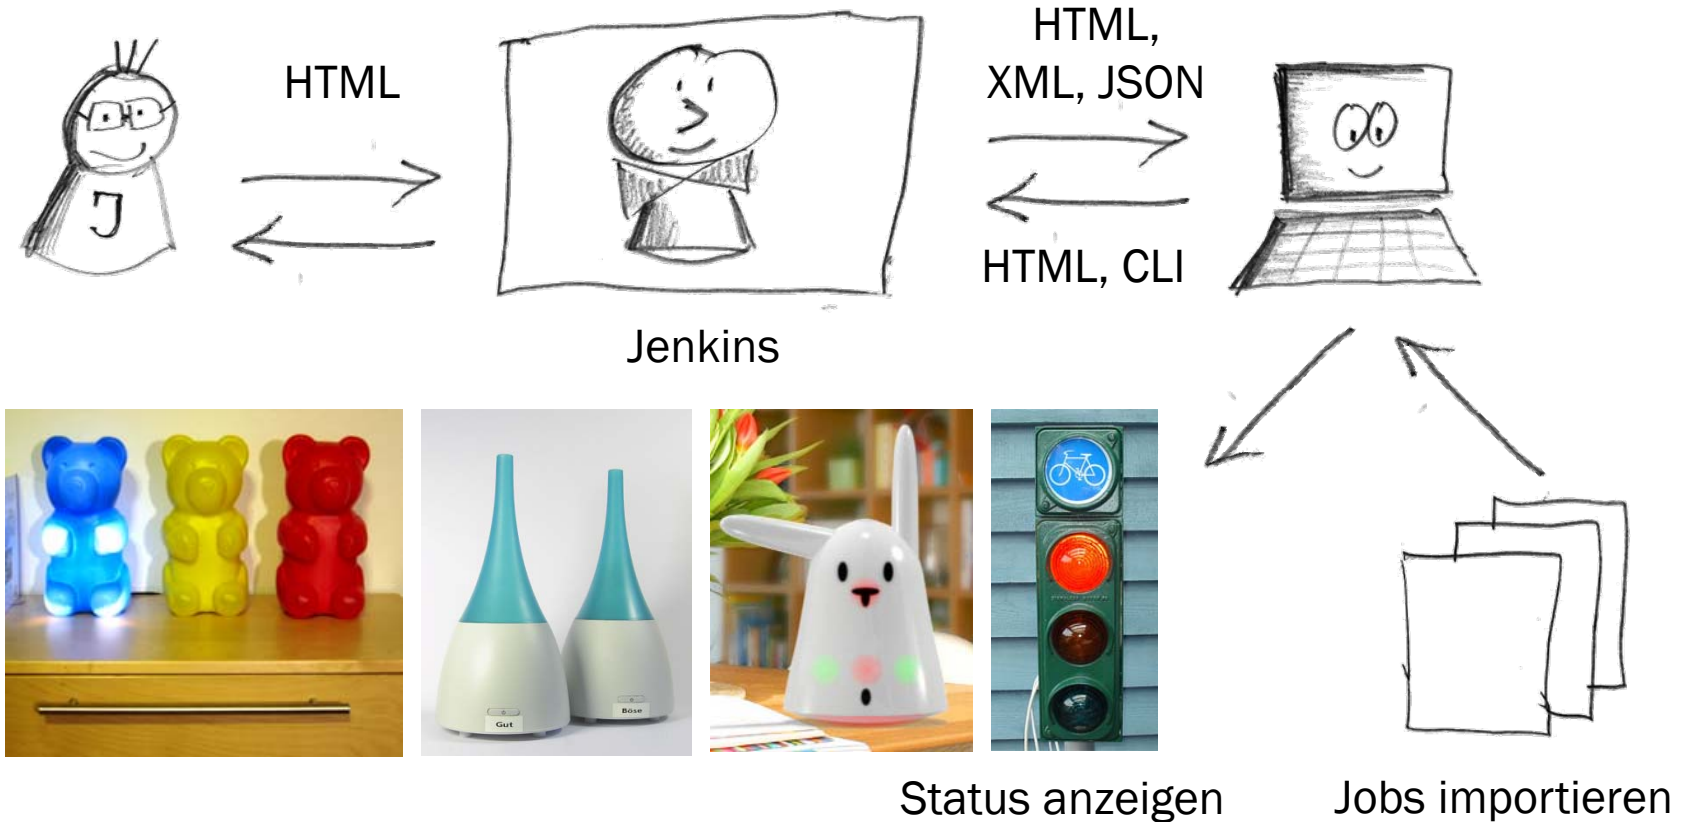 HTML
HTML,
XML, JSON
HTML, CLI
J
Jenkins
Gut
Böse
Status anzeigen
Jobs importieren